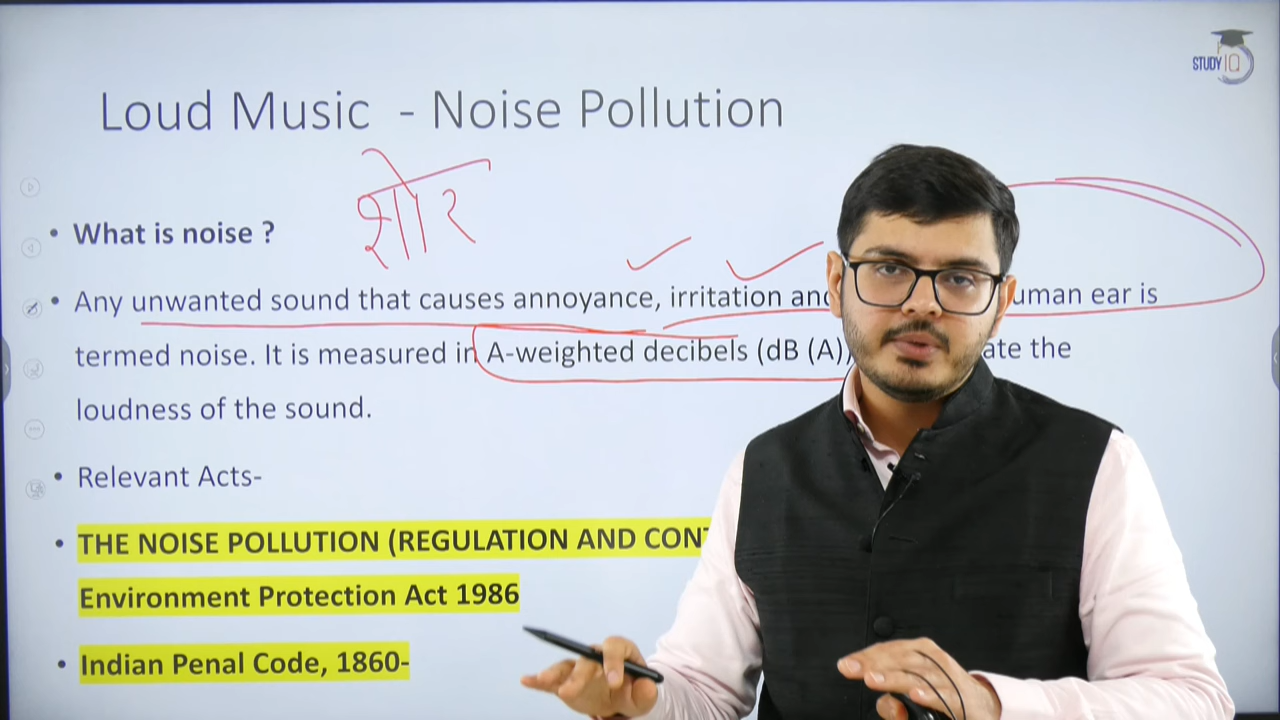 STUDY IQ
Loud Music - Noise Pollution
शोर
• What is noise ?
• Any unwanted sound that causes annoyance, irritation and uman ear is
termed noise. It is measured in A-weighted decibels (dB (A) ate the
loudness of the sound.
• Relevant Acts-
• THE NOISE POLLUTION (REGULATION AND CONT
Environment Protection Act 1986
• Indian Penal Code, 1860-